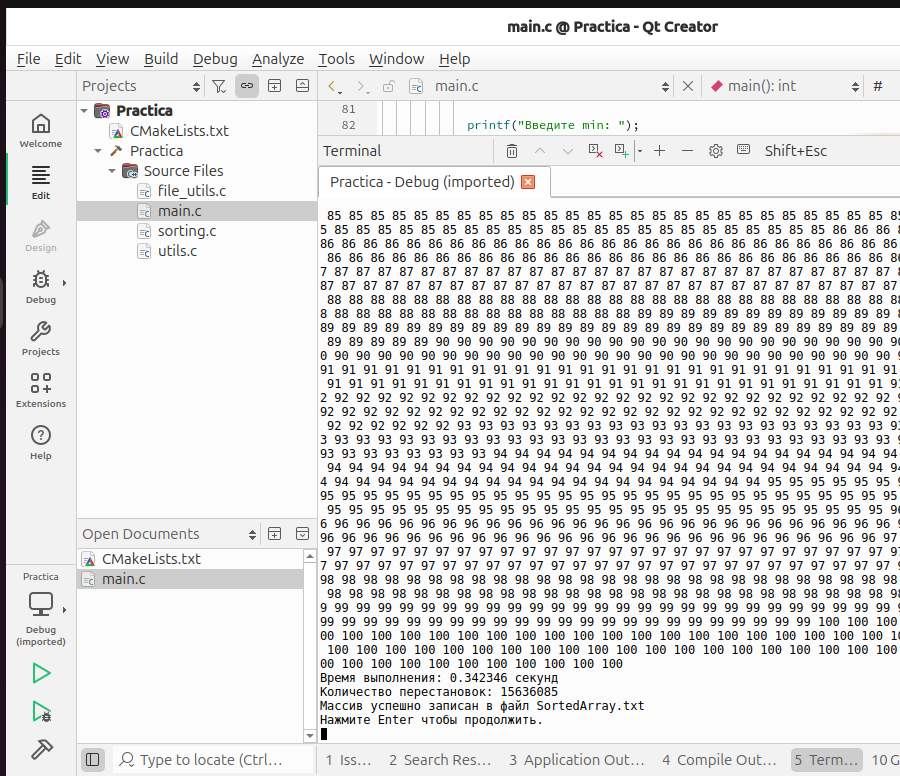 main.c @ Practica - Qt Creator
File Edit View Build Debug Analyze Tools Window Help
Projects
main.c
main(): int
#
Welcome
Edit
Design
Debug
Projects
Extensions
Help
Practica
Debug
(imported)
Practica
CMakeLists.txt
Practica
Source Files
file_utils.c
main.c
sorting.c
utils.c
Open Documents
CMakeLists.txt
main.c
81
82 printf("Введите min: ");
Terminal
Shift+Esc
Practica - Debug (imported)
85 85 85 85 85 85 85 85 85 85 85 85 85 85 85 85 85 85 85 85 85 85 85 85 85 85 85
5 85 85 85 85 85 85 85 85 85 85 85 85 85 85 85 85 85 85 85 85 85 85 85 86 86 86
86 86 86 86 86 86 86 86 86 86 86 86 86 86 86 86 86 86 86 86 86 86 86 86 86 86 86
86 86 86 86 86 86 86 86 86 86 86 86 86 86 86 86 86 86 86 86 86 86 86 86 86 86 86
7 87 87 87 87 87 87 87 87 87 87 87 87 87 87 87 87 87 87 87 87 87 87 87 87 87 87
87 87 87 87 87 87 87 87 87 87 87 87 87 87 87 87 87 87 87 87 87 87 87 87 87 87 87
88 88 88 88 88 88 88 88 88 88 88 88 88 88 88 88 88 88 88 88 88 88 88 88 88 88 88
8 88 88 88 88 88 88 88 88 88 88 88 88 88 88 89 89 89 89 89 89 89 89 89 89 89 89
89 89 89 89 89 89 89 89 89 89 89 89 89 89 89 89 89 89 89 89 89 89 89 89 89 89 89
89 89 89 89 89 90 90 90 90 90 90 90 90 90 90 90 90 90 90 90 90 90 90 90 90 90 90
0 90 90 90 90 90 90 90 90 90 90 90 90 90 90 90 90 90 90 90 90 90 90 90 90 90 90
91 91 91 91 91 91 91 91 91 91 91 91 91 91 91 91 91 91 91 91 91 91 91 91 91 91 91
91 91 91 91 91 91 91 91 91 91 91 91 91 91 91 91 91 91 91 91 91 91 91 91 91 91 91
2 92 92 92 92 92 92 92 92 92 92 92 92 92 92 92 92 92 92 92 92 92 92 92 92 92 92
92 92 92 92 92 92 92 92 92 92 92 92 92 92 92 92 92 92 92 92 92 92 92 92 92 92 92
92 92 92 92 92 93 93 93 93 93 93 93 93 93 93 93 93 93 93 93 93 93 93 93 93 93 93
3 93 93 93 93 93 93 93 93 93 93 93 93 93 93 93 93 93 93 93 93 93 93 93 93 93 93
93 93 93 93 93 93 93 93 94 94 94 94 94 94 94 94 94 94 94 94 94 94 94 94 94 94 94
94 94 94 94 94 94 94 94 94 94 94 94 94 94 94 94 94 94 94 94 94 94 94 94 94 94 94
4 94 94 94 94 94 94 94 94 94 94 94 94 94 94 94 94 94 94 94 94 95 95 95 95 95 95
95 95 95 95 95 95 95 95 95 95 95 95 95 95 95 95 95 95 95 95 95 95 95 95 95 95 95
95 95 95 95 95 95 96 96 96 96 96 96 96 96 96 96 96 96 96 96 96 96 96 96 96 96 96
6 96 96 96 96 96 96 96 96 96 96 96 96 96 96 96 96 96 96 96 96 96 96 96 96 96 96
96 96 96 96 96 96 96 96 96 96 96 96 96 96 96 96 96 96 96 96 96 96 96 96 96 96 97
97 97 97 97 97 97 97 97 97 97 97 97 97 97 97 97 97 97 97 97 97 97 97 97 97 97 97
7 97 97 97 97 97 97 97 97 97 97 97 97 97 97 97 97 97 97 97 97 97 97 97 97 97 97
98 98 98 98 98 98 98 98 98 98 98 98 98 98 98 98 98 98 98 98 98 98 98 98 98 98 98
98 98 98 98 98 98 98 98 98 98 98 98 98 98 98 98 98 98 98 98 98 98 98 98 98 98 98
9 99 99 99 99 99 99 99 99 99 99 99 99 99 99 99 99 99 99 99 99 99 99 99 99 99 99
99 99 99 99 99 99 99 99 99 99 99 99 99 99 99 99 99 99 99 99 99 99 99 100 100 100
00 100 100 100 100 100 100 100 100 100 100 100 100 100 100 100 100 100 100 100
100 100 100 100 100 100 100 100 100 100 100 100 100 100 100 100 100 100 100 100
00 100 100 100 100 100 100 100 100 100 100
Время выполнения: 0.342346 секунд
Количество перестановок: 15636085
Массив успешно записан в файл SortedArray.txt
Нажмите Enter чтобы продолжить.
Type to locate (Ctrl... 1 Iss... 2 Search Res... 3 Application Out... 4 Compile Out... 5 Term... 10 G